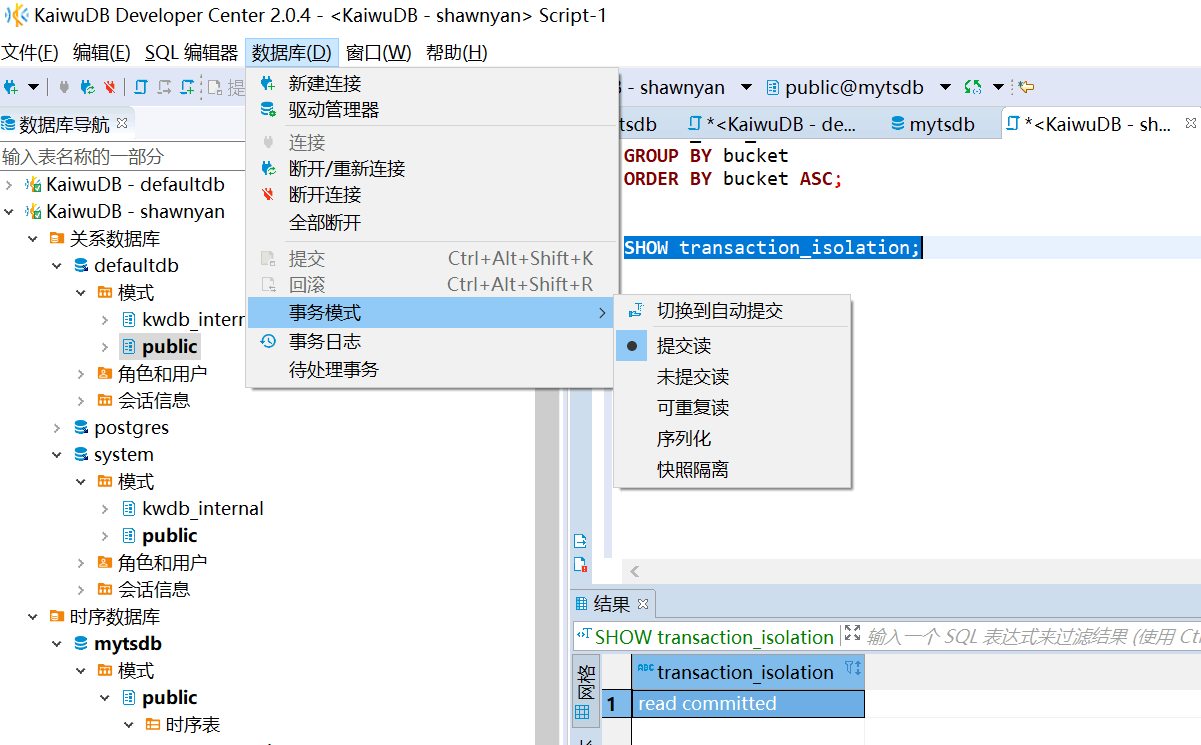 KaiwuDB Developer Center 2.0.4 - <KaiwuDB - shawnyan> Script-1
文件(F) 编辑(E) SQL 编辑器 数据库(D) 窗口(W) 帮助(H)
提
- shawnyan
public@mytsdb
数据库导航
输入表名称的一部分
KaiwuDB - defaultdb
KaiwuDB - shawnyan
关系数据库
defaultdb
模式
kwdb_interr
public
角色和用户
会话信息
postgres
system
模式
kwdb_internal
public
角色和用户
会话信息
时序数据库
mytsdb
模式
public
时序表
新建连接
驱动管理器
连接
断开/重新连接
断开连接
全部断开
提交 Ctrl+Alt+Shift+K
回滚 Ctrl+Alt+Shift+R
事务模式
事务日志
待处理事务
切换到自动提交
提交读
未提交读
可重复读
序列化
快照隔离
tsdb
*<KaiwuDB - de...
mytsdb
*<KaiwuDB - sh...
GROUP BY bucket
ORDER BY bucket ASC;
SHOW transaction_isolation;
结果
SHOW transaction_isolation
输入一个 SQL 表达式来过滤结果 (使用 Ct
网格
ABC transaction_isolation
1 read committed